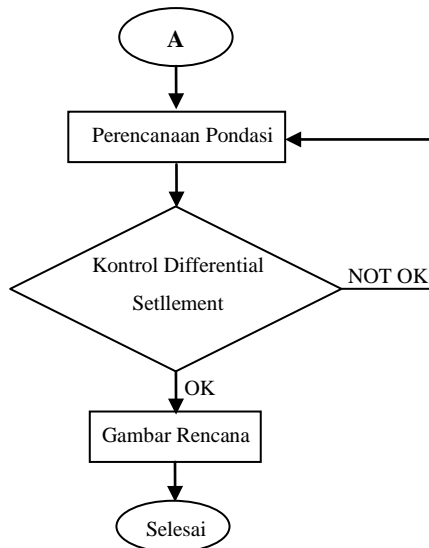 A
Perencanaan Pondasi
Kontrol Differential
Setllement
NOT OK
OK
Gambar Rencana
Selesai